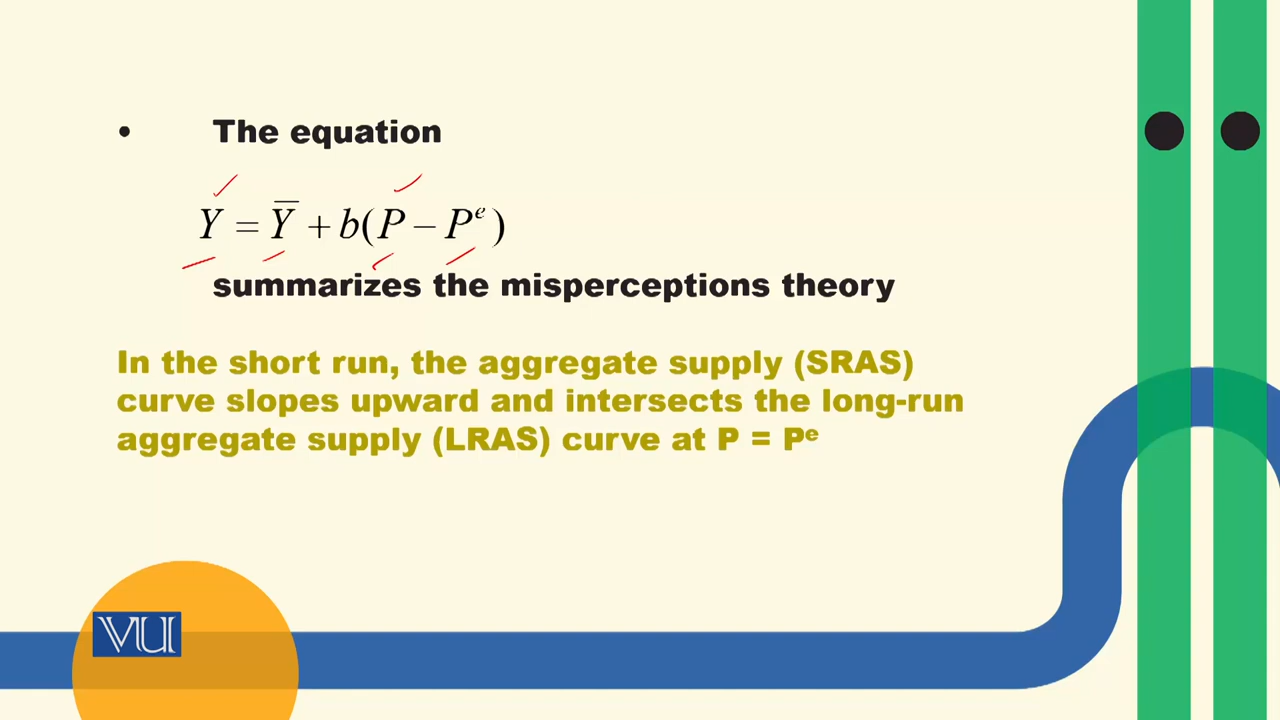 • The equation
Y = Ȳ + b(P − Pᵉ)
summarizes the misperceptions theory
In the short run, the aggregate supply (SRAS)
curve slopes upward and intersects the long-run
aggregate supply (LRAS) curve at P = Pᵉ
VU